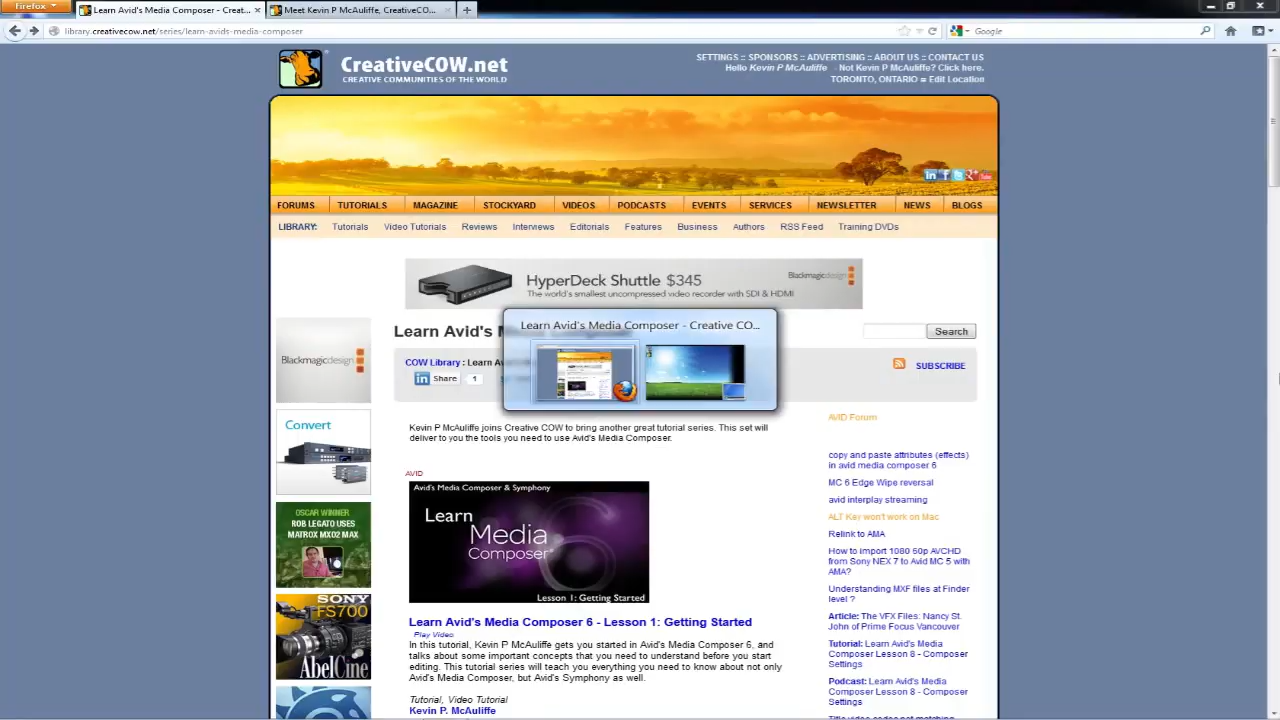 Firefox
Learn Avid's Media Composer - Creat...
Meet Kevin P McAuliffe, CreativeCO...
library.creativecow.net/series/learn-avids-media-composer
Google
CreativeCOW.net
CREATIVE COMMUNITIES OF THE WORLD
SETTINGS :: SPONSORS :: ADVERTISING :: ABOUT US :: CONTACT US
Hello Kevin P McAuliffe - Not Kevin P McAuliffe? Click here.
TORONTO, ONTARIO :: Edit Location
FORUMS TUTORIALS MAGAZINE STOCKYARD VIDEOS PODCASTS EVENTS SERVICES NEWSLETTER NEWS BLOGS
LIBRARY: Tutorials Video Tutorials Reviews Interviews Editorials Features Business Authors RSS Feed Training DVDs
HyperDeck Shuttle $345
The world's smallest uncompressed video recorder with SDI & HDMI
Blackmagicdesign
Learn Avid's Media Composer - Creative CO...
Learn Avid's M
Search
COW Library : Learn Av
Share
1
SUBSCRIBE
Blackmagicdesign
Convert
OSCAR WINNER
ROB LEGATO USES
MATROX MXO2 MAX
SONY
FS700
AbelCine
Kevin P McAuliffe joins Creative COW to bring another great tutorial series. This set will
deliver to you the tools you need to use Avid's Media Composer.
AVID
Avid's Media Composer & Symphony
Learn
Media
Composer
Lesson 1: Getting Started
Learn Avid's Media Composer 6 - Lesson 1: Getting Started
Play Video
In this tutorial, Kevin P McAuliffe gets you started in Avid's Media Composer 6, and
talks about some important concepts that you need to understand before you start
editing. This tutorial series will teach you everything you need to know about not only
Avid's Media Composer, but Avid's Symphony as well.
Tutorial, Video Tutorial
Kevin P. McAuliffe
AVID Forum
copy and paste attributes (effects)
in avid media composer 6
MC 6 Edge Wipe reversal
avid interplay streaming
ALT Key won't work on Mac
Relink to AMA
How to import 1080 60p AVCHD
from Sony NEX 7 to Avid MC 5 with
AMA?
Understanding MXF files at Finder
level ?
Article: The VFX Files: Nancy St.
John of Prime Focus Vancouver
Tutorial: Learn Avid's Media
Composer Lesson 8 - Composer
Settings
Podcast: Learn Avid's Media
Composer Lesson 8 - Composer
Settings